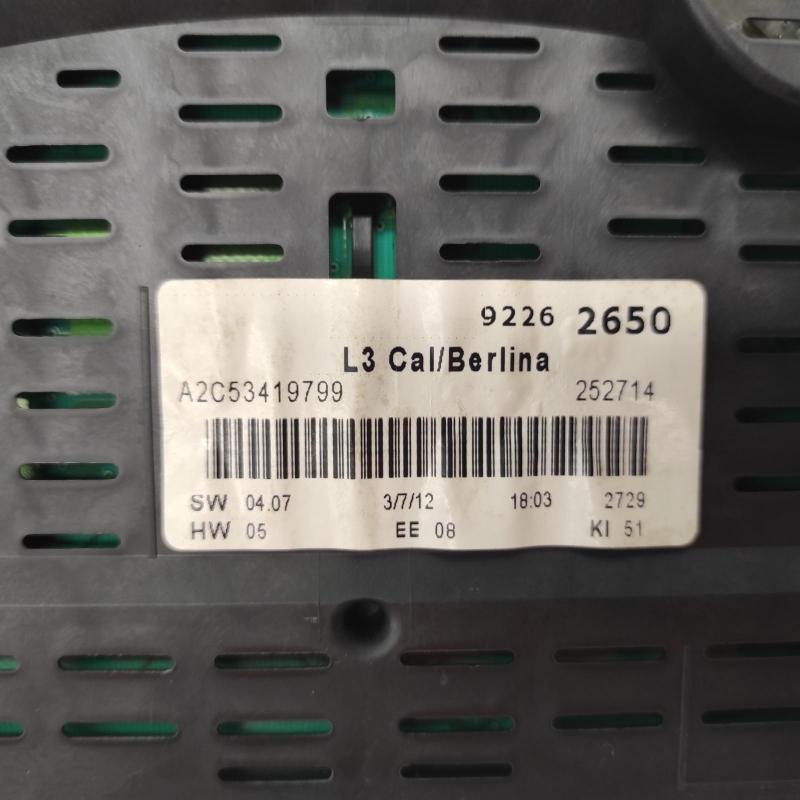 9226 2650
L3 Cal/Berlina
A2C53419799 252714
SW 04.07 3/7/12 18:03 2729
HW 05 EE 08 KI 51